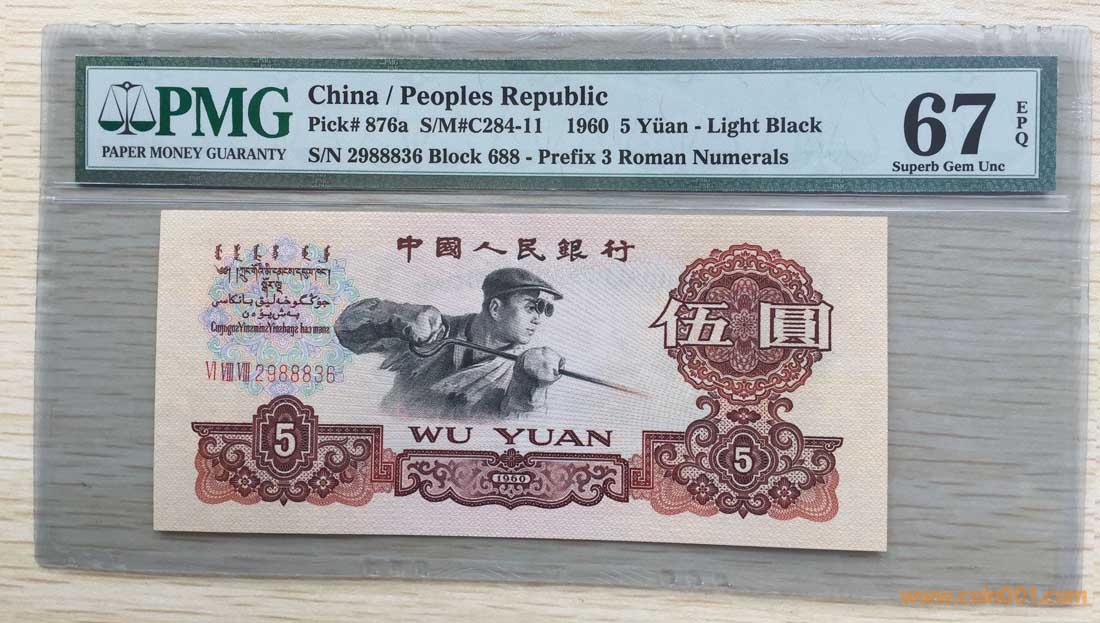 PMG
PAPER MONEY GUARANTY
China / Peoples Republic
Pick# 876a S/M#C284-11 1960 5 Yüan - Light Black
S/N 2988836 Block 688 - Prefix 3 Roman Numerals
67
EPQ
Superb Gem Unc
中國人民銀行
伍圓
VI VIII VIII 2988836
5
WU YUAN
5
1960
www.coin001.com